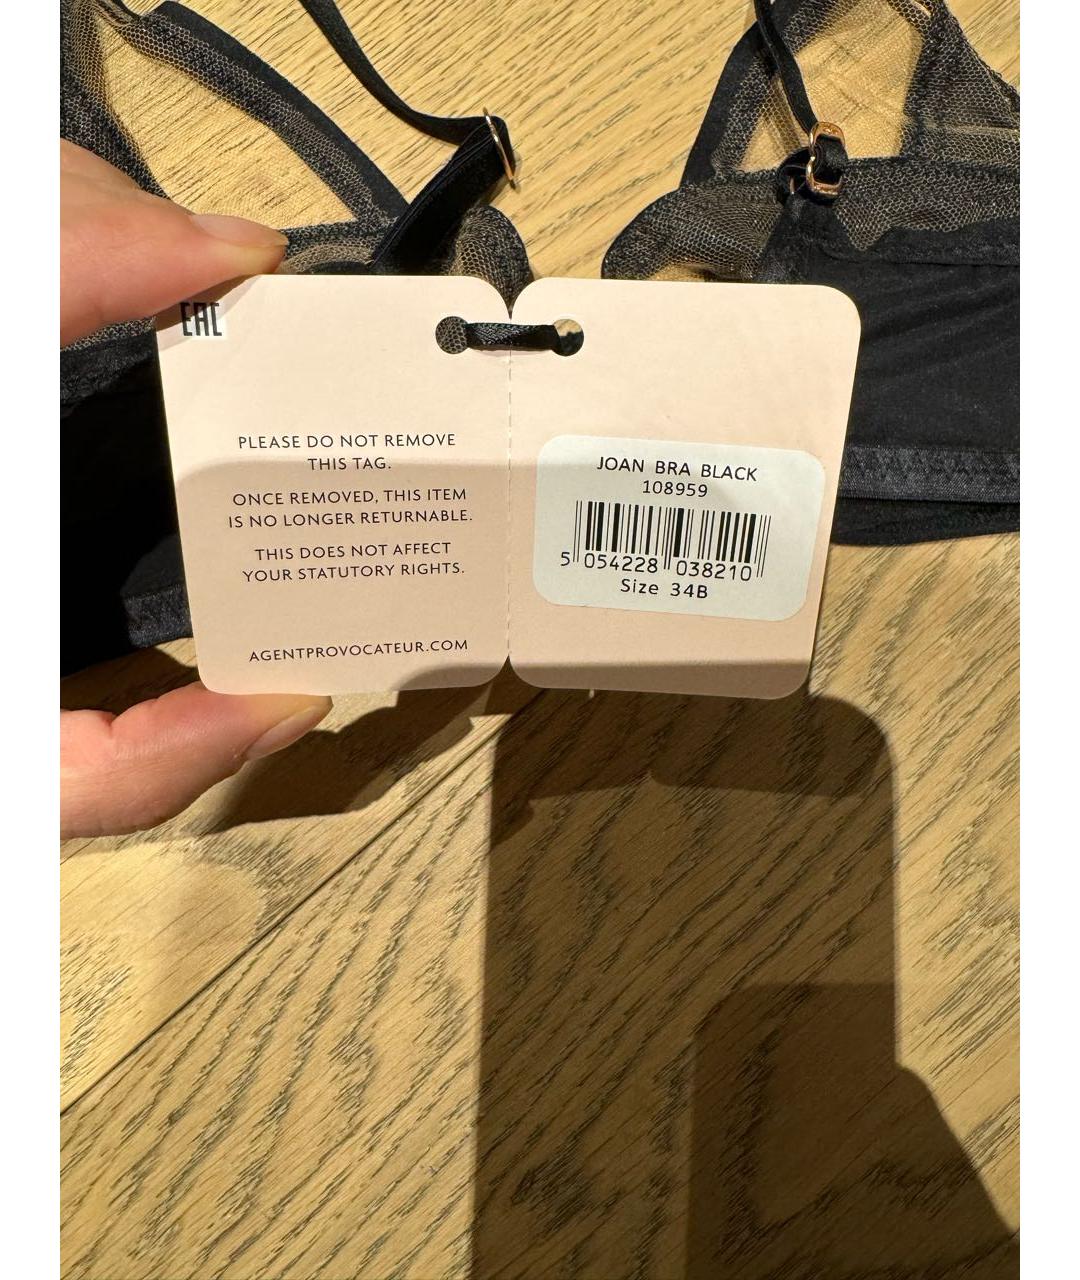 EAC
PLEASE DO NOT REMOVE
THIS TAG.
ONCE REMOVED, THIS ITEM
IS NO LONGER RETURNABLE.
THIS DOES NOT AFFECT
YOUR STATUTORY RIGHTS.
AGENTPROVOCATEUR.COM
JOAN BRA BLACK
108959
5 054228 038210
Size 34B